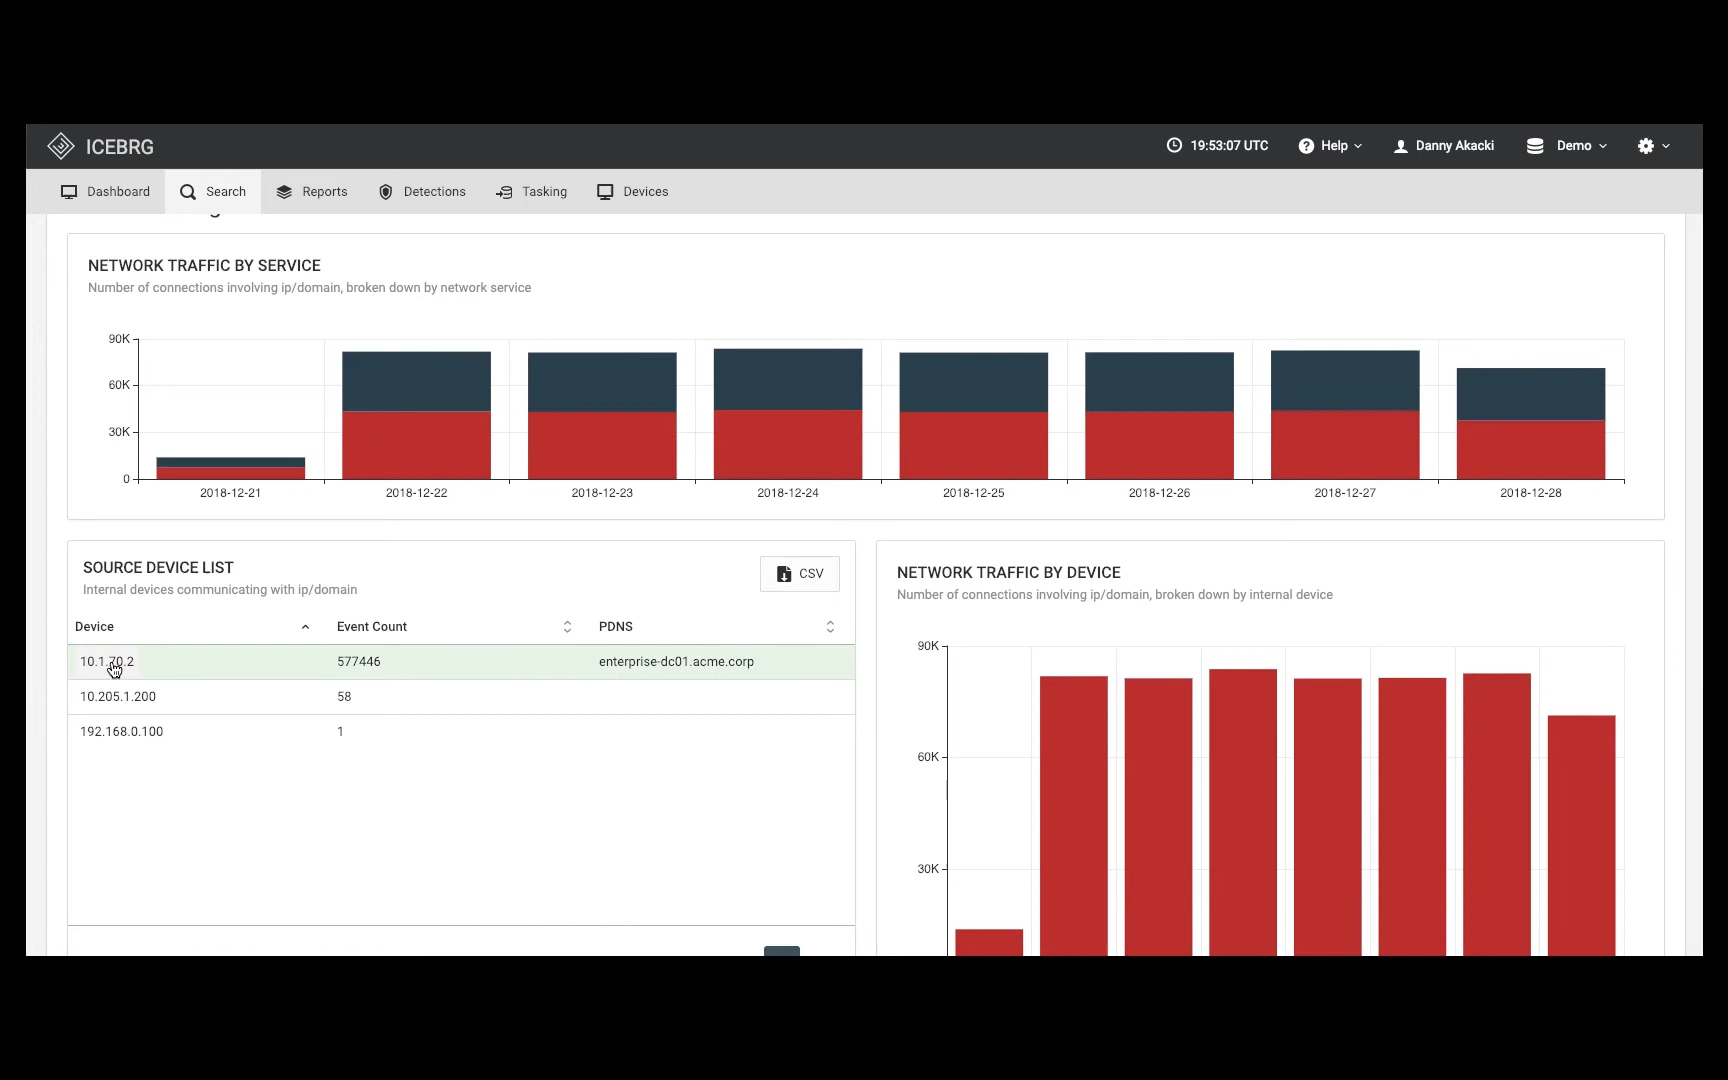 ICEBRG
19:53:07 UTC
Help
Danny Akacki
Demo
Dashboard
Search
Reports
Detections
Tasking
Devices
NETWORK TRAFFIC BY SERVICE
Number of connections involving ip/domain, broken down by network service
90K
60K
30K
0
2018-12-21
2018-12-22
2018-12-23
2018-12-24
2018-12-25
2018-12-26
2018-12-27
2018-12-28
SOURCE DEVICE LIST
Internal devices communicating with ip/domain
CSV
Device
Event Count
PDNS
10.1.70.2
577446
enterprise-dc01.acme.corp
10.205.1.200
58
192.168.0.100
1
NETWORK TRAFFIC BY DEVICE
Number of connections involving ip/domain, broken down by internal device
90K
60K
30K